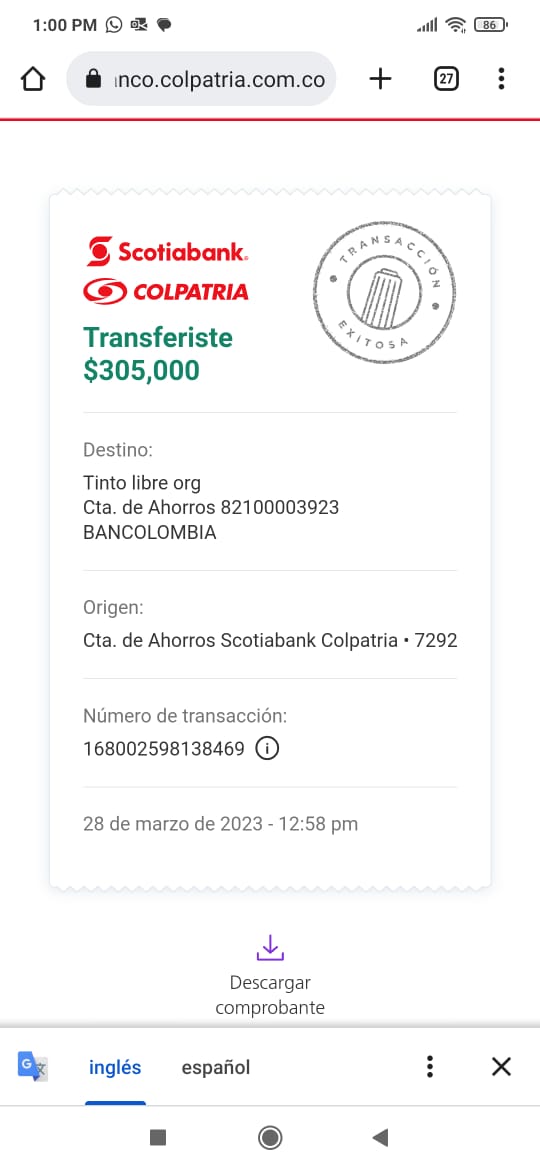 1:00 PM
86
ınco.colpatria.com.co
27
Scotiabank.
COLPATRIA
TRANSACCIÓN
EXITOSA
Transferiste
$305,000
Destino:
Tinto libre org
Cta. de Ahorros 82100003923
BANCOLOMBIA
Origen:
Cta. de Ahorros Scotiabank Colpatria • 7292
Número de transacción:
168002598138469
28 de marzo de 2023 - 12:58 pm
Descargar
comprobante
inglés español